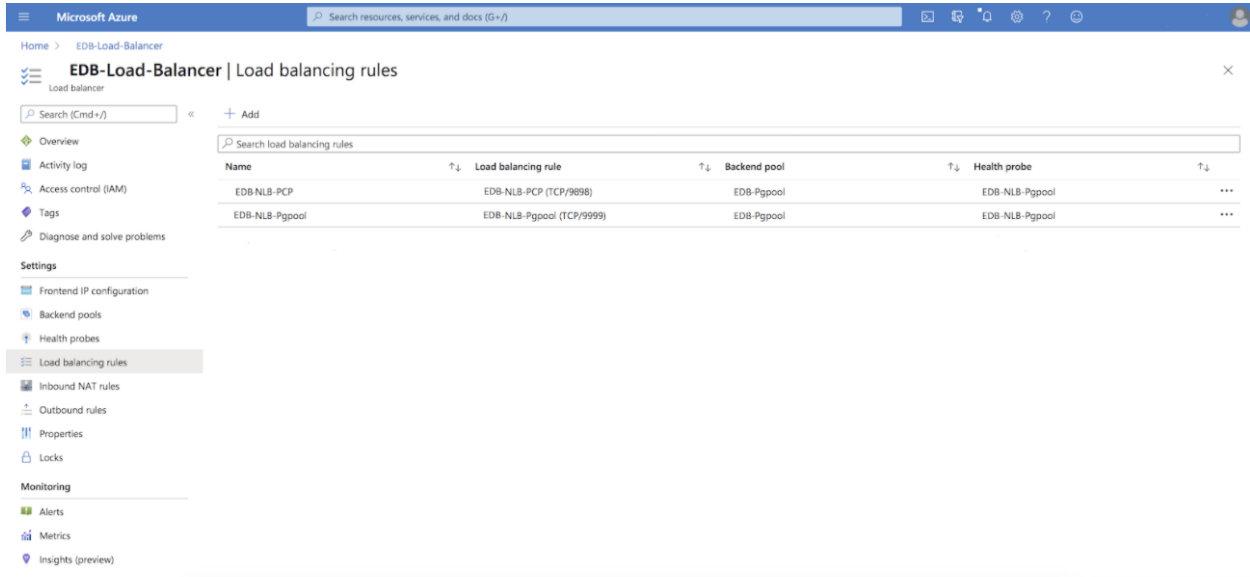 Microsoft Azure
Search resources, services, and docs (G+/)
Home > EDB-Load-Balancer
EDB-Load-Balancer | Load balancing rules
Load balancer
Search (Cmd+/)
+ Add
Overview
Search load balancing rules
Activity log
Name Load balancing rule Backend pool Health probe
Access control (IAM)
EDB-NLB-PCP EDB-NLB-PCP (TCP/9898) EDB-Pgpool EDB-NLB-Pgpool
Tags
EDB-NLB-Pgpool EDB-NLB-Pgpool (TCP/9999) EDB-Pgpool EDB-NLB-Pgpool
Diagnose and solve problems
Settings
Frontend IP configuration
Backend pools
Health probes
Load balancing rules
Inbound NAT rules
Outbound rules
Properties
Locks
Monitoring
Alerts
Metrics
Insights (preview)